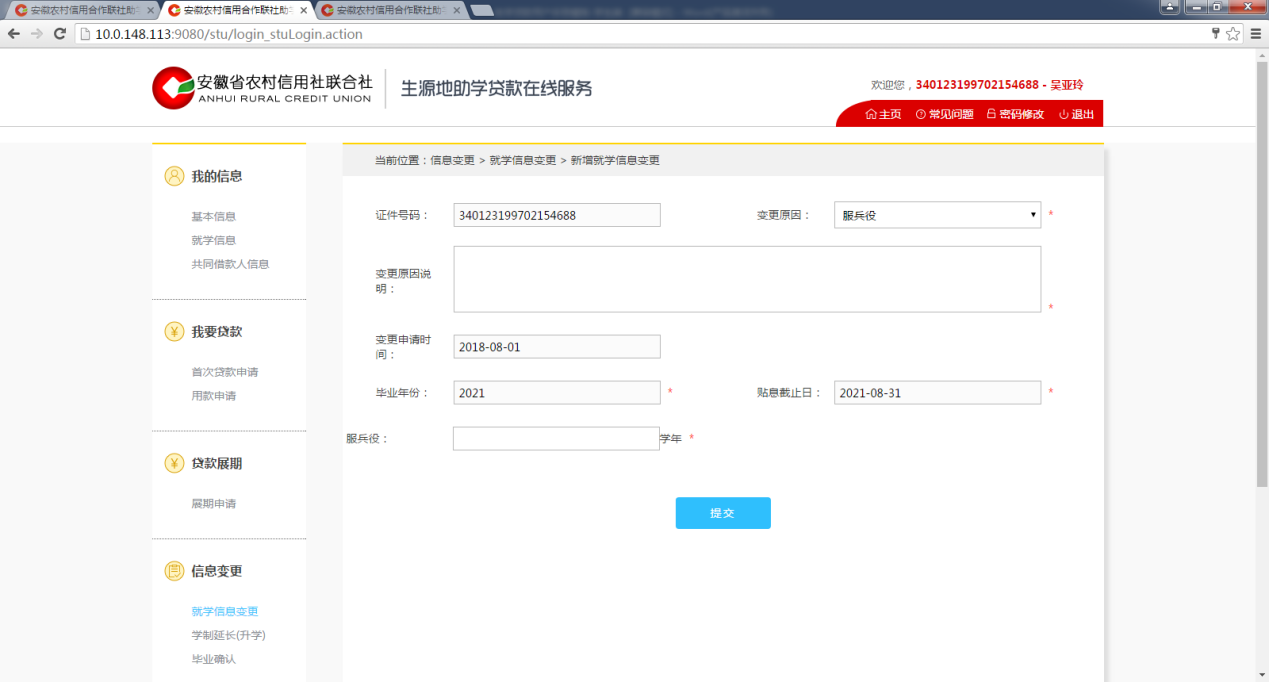 安徽农村信用合作联社助
安徽农村信用合作联社助
安徽农村信用合作联社助
10.0.148.113:9080/stu/login_stuLogin.action
安徽省农村信用社联合社
ANHUI RURAL CREDIT UNION
生源地助学贷款在线服务
欢迎您，340123199702154688 - 吴亚玲
主页 常见问题 密码修改 退出
我的信息
基本信息
就学信息
共同借款人信息
我要贷款
首次贷款申请
用款申请
贷款展期
展期申请
信息变更
就学信息变更
学制延长(升学)
毕业确认
当前位置：信息变更 > 就学信息变更 > 新增就学信息变更
证件号码： 340123199702154688 变更原因： 服兵役 *
变更原因说
明：
*
变更申请时
间：
2018-08-01
毕业年份： 2021 * 贴息截止日： 2021-08-31 *
服兵役： 学年 *
提交